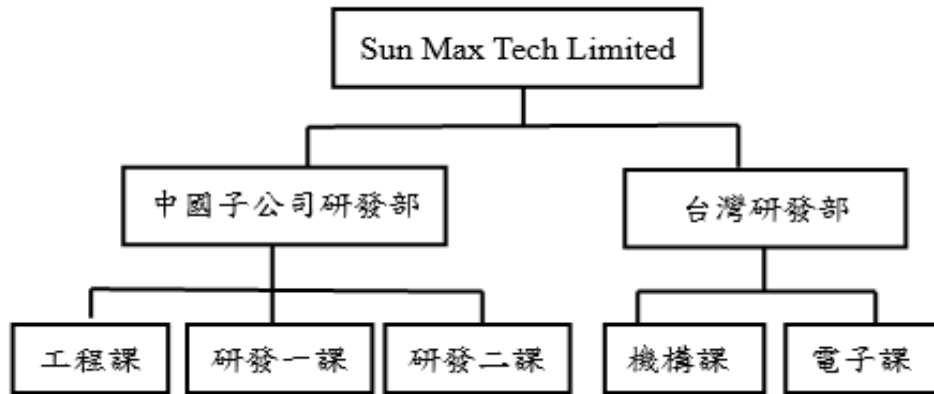 Sun Max Tech Limited
中國子公司研發部
台灣研發部
工程課
研發一課
研發二課
機構課
電子課